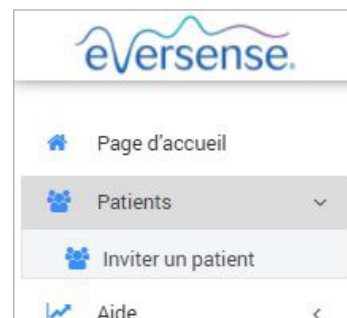 eversense.
Page d'accueil
Patients
Inviter un patient
Aide